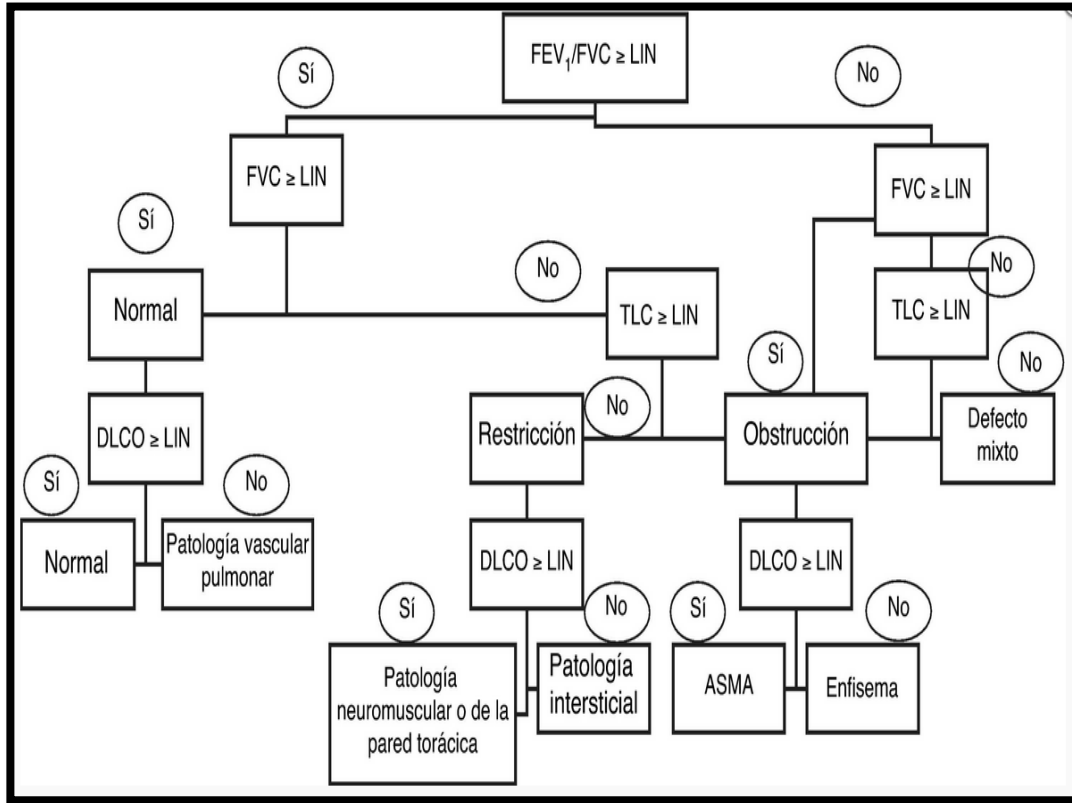 FEV₁/FVC ≥ LIN
Sí
No
FVC ≥ LIN
FVC ≥ LIN
Sí
No
No
Normal
TLC ≥ LIN
TLC ≥ LIN
Sí
No
No
DLCO ≥ LIN
Restricción
Obstrucción
Defecto
mixto
Sí
No
Normal
Patología vascular
pulmonar
DLCO ≥ LIN
DLCO ≥ LIN
Sí
No
Sí
No
Patología
neuromuscular o de la
pared torácica
Patología
intersticial
ASMA
Enfisema